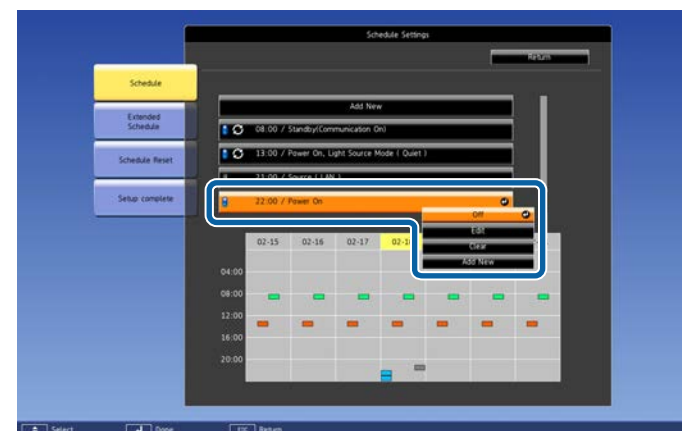 Schedule Settings
Return
Schedule
Extended
Schedule
Schedule Reset
Setup complete
Add New
08:00 / Standby(Communication On)
13:00 / Power On, Light Source Mode ( Quiet )
21:00 / Source ( LAN )
22:00 / Power On
Off
Edit
Clear
Add New
02-15 02-16 02-17
04:00
08:00
12:00
16:00
20:00
Select Done Return